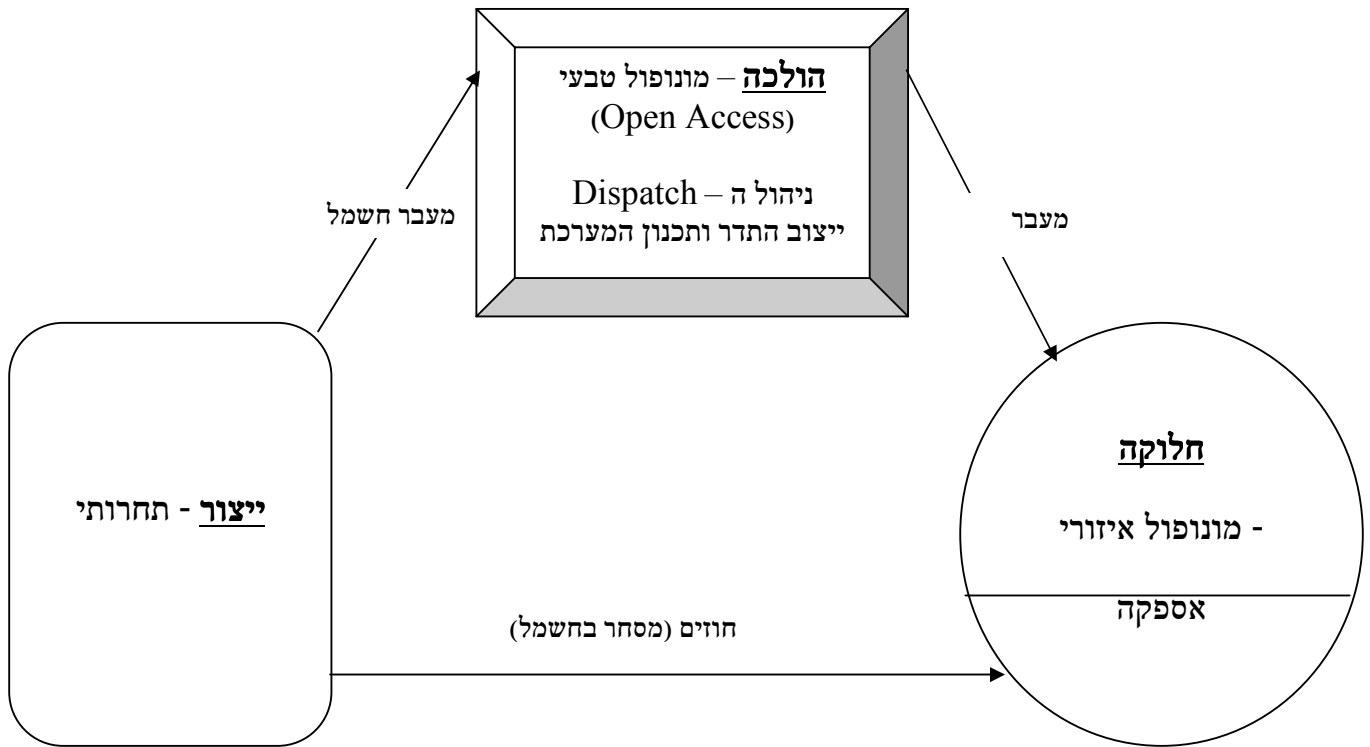 הולכה – מונופול טבעי
(Open Access)
ניהול ה – Dispatch
ייצוב התדר ותכנון המערכת
מעבר חשמל
מעבר
ייצור - תחרותי
חלוקה
- מונופול איזורי
אספקה
חוזים (מסחר בחשמל)